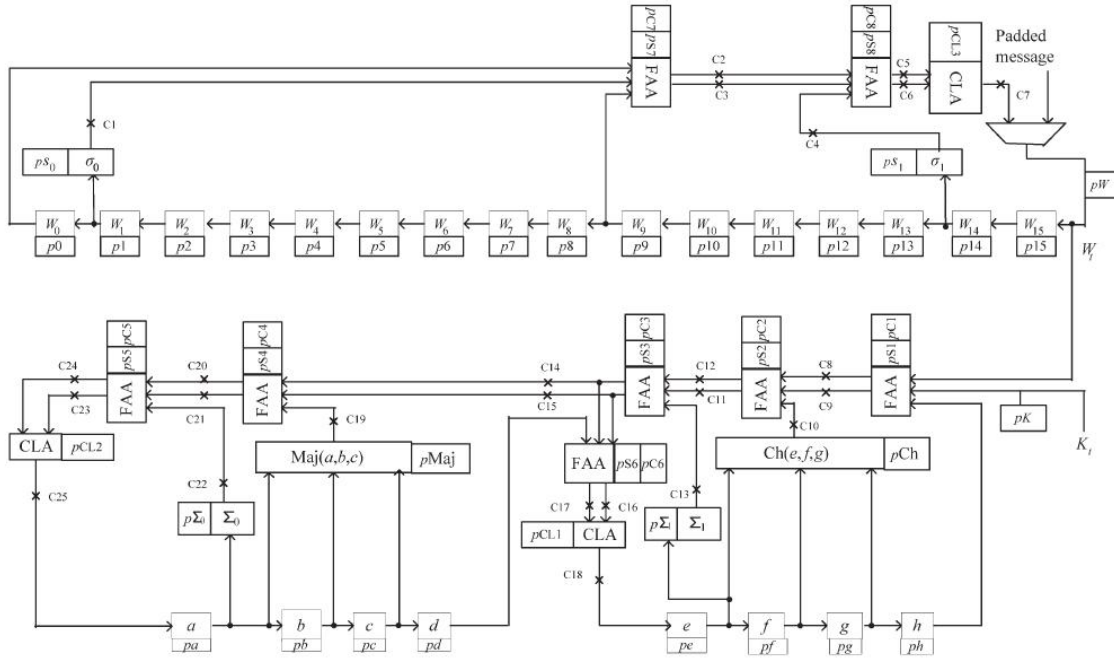 pC7 pC8
pS7 pS8 pCL3
Padded
message
FAA FAA CLA
C2 C5
C3 C6
C7
C1
C4
ps₀ σ₀
ps₁ σ₁
pW
W₀ W₁ W₂ W₃ W₄ W₅ W₆ W₇ W₈ W₉ W₁₀ W₁₁ W₁₂ W₁₃ W₁₄ W₁₅
p0 p1 p2 p3 p4 p5 p6 p7 p8 p9 p10 p11 p12 p13 p14 p15
Wₜ
pC5 pC4 pC3 pC2 pC1
pS5 pS4 pS3 pS2 pS1
FAA FAA FAA FAA FAA
C24 C20 C14 C12 C8
C23 C21 C15 C11 C9
pK
Kₜ
C19 C10
CLA pCL2
Maj(a,b,c) pMaj
FAA pS6 pC6
Ch(e,f,g) pCh
C25 C22 C13
C17 C16
pΣ₀ Σ₀
pCL1 CLA
pΣ₁ Σ₁
C18
a b c d e f g h
pa pb pc pd pe pf pg ph